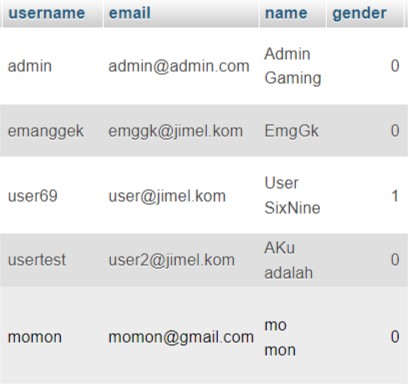 username email name gender
admin admin@admin.com Admin Gaming 0
emanggek emggk@jimel.kom EmgGk 0
user69 user@jimel.kom User SixNine 1
usertest user2@jimel.kom AKu adalah 0
momon momon@gmail.com mo mon 0